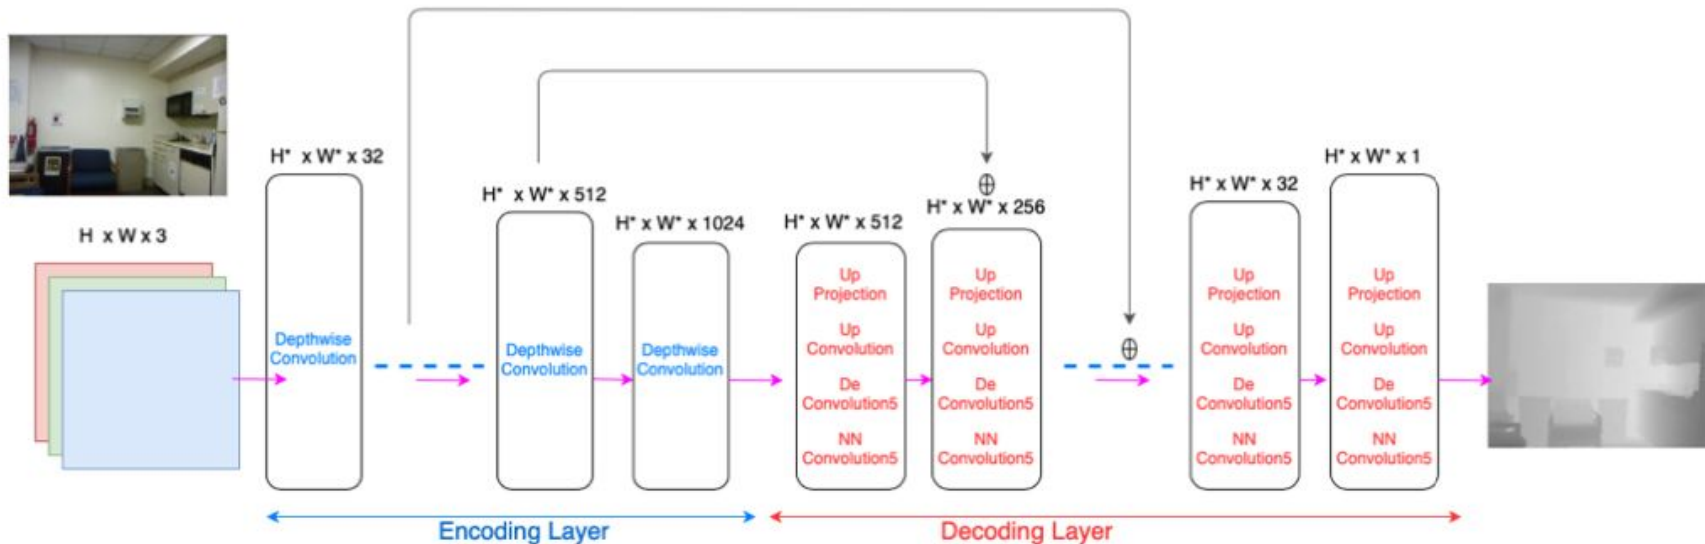 H x W x 3
H* x W* x 32
Depthwise
Convolution
H* x W* x 512
Depthwise
Convolution
H* x W* x 1024
Depthwise
Convolution
H* x W* x 512
Up
Projection
Up
Convolution
De
Convolution5
NN
Convolution5
H* x W* x 256
Up
Projection
Up
Convolution
De
Convolution5
NN
Convolution5
H* x W* x 32
Up
Projection
Up
Convolution
De
Convolution5
NN
Convolution5
H* x W* x 1
Up
Projection
Up
Convolution
De
Convolution5
NN
Convolution5
Encoding Layer
Decoding Layer